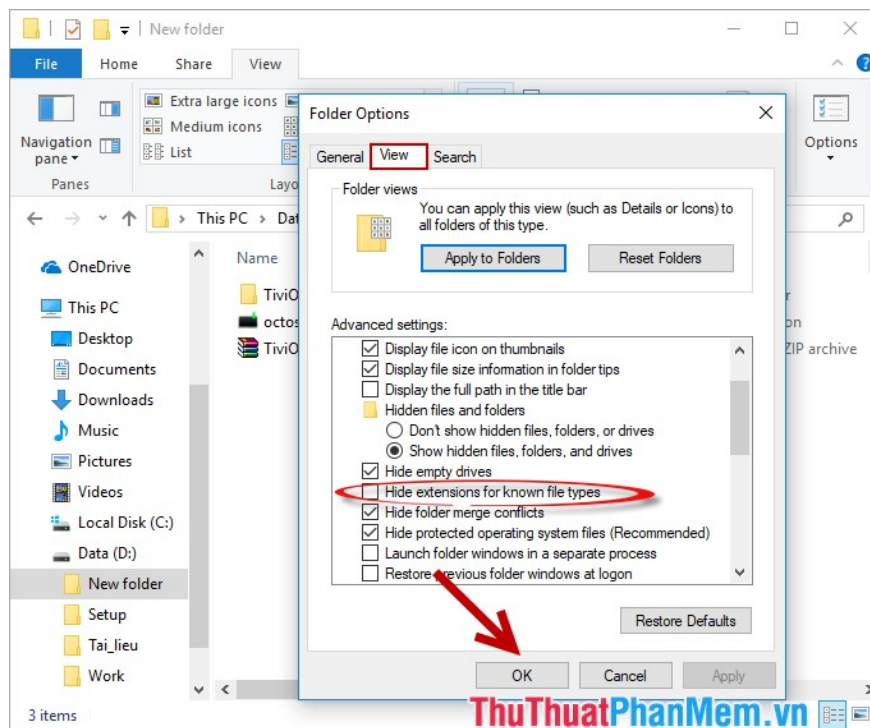 New folder
File Home Share View
Extra large icons
Medium icons
List
Navigation pane
Options
Panes
Layo
This PC > Dat
OneDrive
This PC
Desktop
Documents
Downloads
Music
Pictures
Videos
Local Disk (C:)
Data (D:)
New folder
Setup
Tai_lieu
Work
3 items
Name
TiviO
octos
TiviO
r
on
ZIP archive
Folder Options
General View Search
Folder views
You can apply this view (such as Details or Icons) to
all folders of this type.
Apply to Folders Reset Folders
Advanced settings:
Display file icon on thumbnails
Display file size information in folder tips
Display the full path in the title bar
Hidden files and folders
Don't show hidden files, folders, or drives
Show hidden files, folders, and drives
Hide empty drives
Hide extensions for known file types
Hide folder merge conflicts
Hide protected operating system files (Recommended)
Launch folder windows in a separate process
Restore previous folder windows at logon
Restore Defaults
OK Cancel Apply
ThuThuatPhanMem.vn